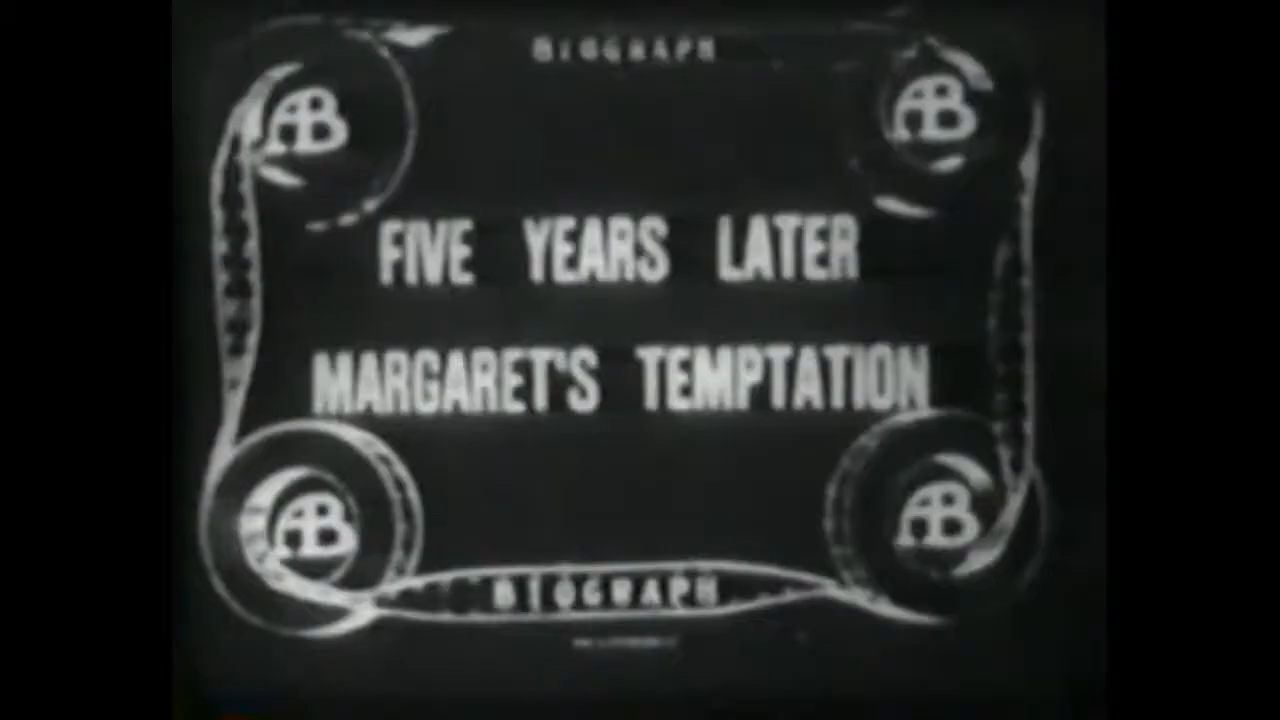 BIOGRAPH
AB AB
FIVE YEARS LATER
MARGARET'S TEMPTATION
AB AB
BIOGRAPH